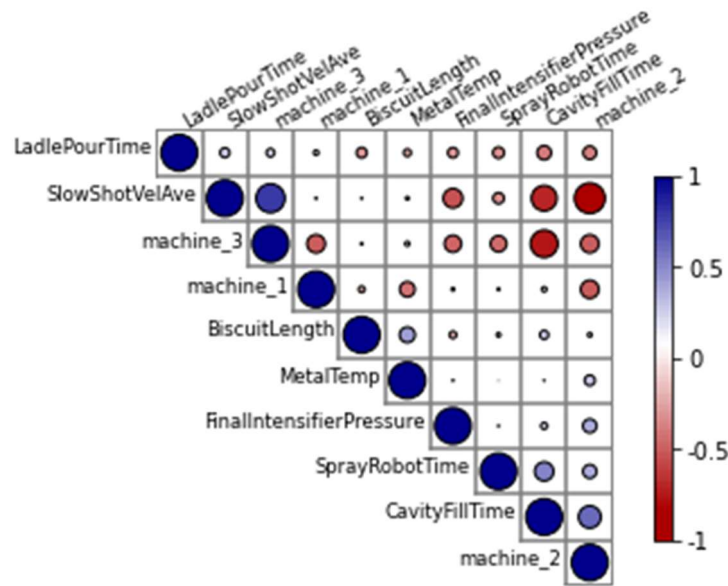 LadlePourTime
SlowShotVelAve
machine_3
machine_1
BiscuitLength
MetalTemp
FinalIntensifierPressure
SprayRobotTime
CavityFillTime
machine_2
LadlePourTime
SlowShotVelAve
machine_3
machine_1
BiscuitLength
MetalTemp
FinalIntensifierPressure
SprayRobotTime
CavityFillTime
machine_2
1
0.5
0
-0.5
-1